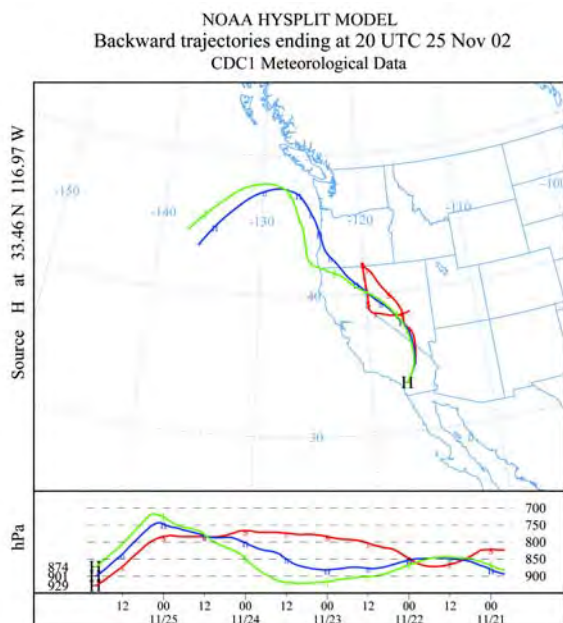 NOAA HYSPLIT MODEL
Backward trajectories ending at 20 UTC 25 Nov 02
CDC1 Meteorological Data
Source H at 33.46 N 116.97 W
-150
-140
-130
-120
-110
-100
40
30
H
hPa
700
750
800
850
900
874
901
929
12 00 12 00 12 00 12 00 12 00
11/25 11/24 11/23 11/22 11/21